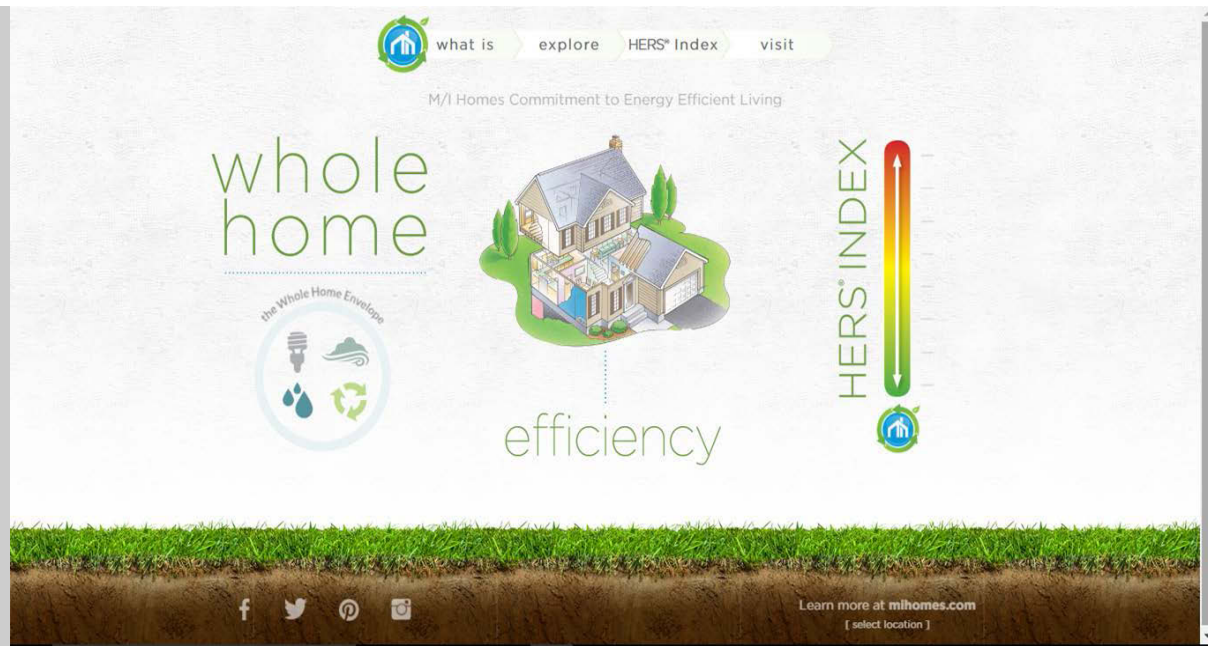 what is
explore
HERS® Index
visit
M/I Homes Commitment to Energy Efficient Living
whole
home
the Whole Home Envelope
efficiency
HERS® INDEX
Learn more at mihomes.com
[ select location ]